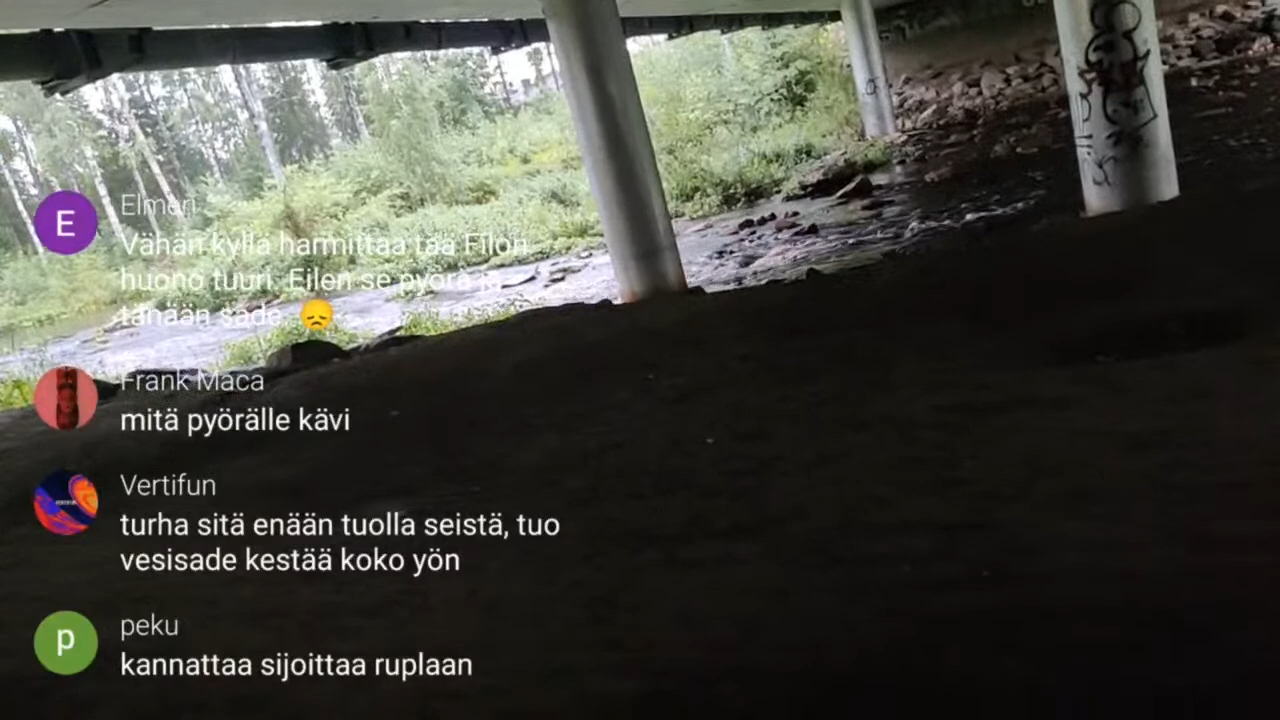 Elmeri
Vähän kyllä harmittaa tää Filon
huono tuuri. Eilen se pyörä ja
tänään sade. 😞
Frank Maca
mitä pyörälle kävi
Vertifun
turha sitä enään tuolla seistä, tuo
vesisade kestää koko yön
peku
kannattaa sijoittaa ruplaan
E
p